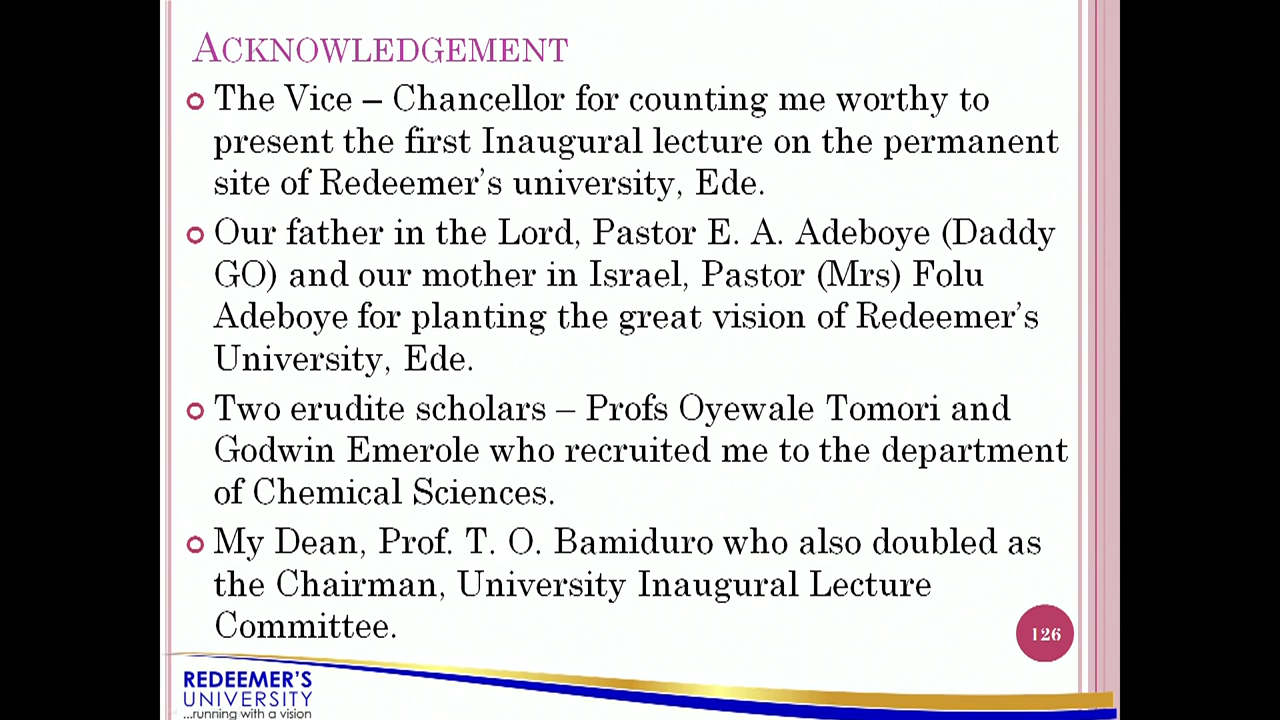 ACKNOWLEDGEMENT
The Vice – Chancellor for counting me worthy to
present the first Inaugural lecture on the permanent
site of Redeemer's university, Ede.
Our father in the Lord, Pastor E. A. Adeboye (Daddy
GO) and our mother in Israel, Pastor (Mrs) Folu
Adeboye for planting the great vision of Redeemer's
University, Ede.
Two erudite scholars – Profs Oyewale Tomori and
Godwin Emerole who recruited me to the department
of Chemical Sciences.
My Dean, Prof. T. O. Bamiduro who also doubled as
the Chairman, University Inaugural Lecture
Committee.
126
REDEEMER'S
UNIVERSITY
...running with a vision